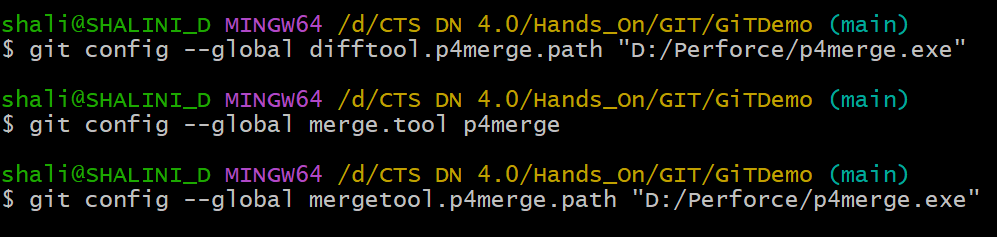 shali@SHALINI_D MINGW64 /d/CTS DN 4.0/Hands_On/GIT/GiTDemo (main)
$ git config --global difftool.p4merge.path "D:/Perforce/p4merge.exe"
shali@SHALINI_D MINGW64 /d/CTS DN 4.0/Hands_On/GIT/GiTDemo (main)
$ git config --global merge.tool p4merge
shali@SHALINI_D MINGW64 /d/CTS DN 4.0/Hands_On/GIT/GiTDemo (main)
$ git config --global mergetool.p4merge.path "D:/Perforce/p4merge.exe"